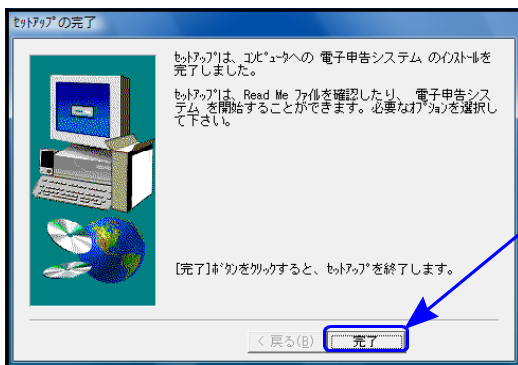 ｾｯﾄｱｯﾌﾟの完了
ｾｯﾄｱｯﾌﾟは、ｺﾝﾋﾟｭｰﾀへの 電子申告システム のｲﾝｽﾄｰﾙを
完了しました。
ｾｯﾄｱｯﾌﾟは、Read Me ﾌｧｲﾙを確認したり、 電子申告シス
テム を開始することができます。必要なｵﾌﾟｼｮﾝを選択し
て下さい。
[完了]ﾎﾞﾀﾝをｸﾘｯｸすると、ｾｯﾄｱｯﾌﾟを終了します。
< 戻る(B) 完了